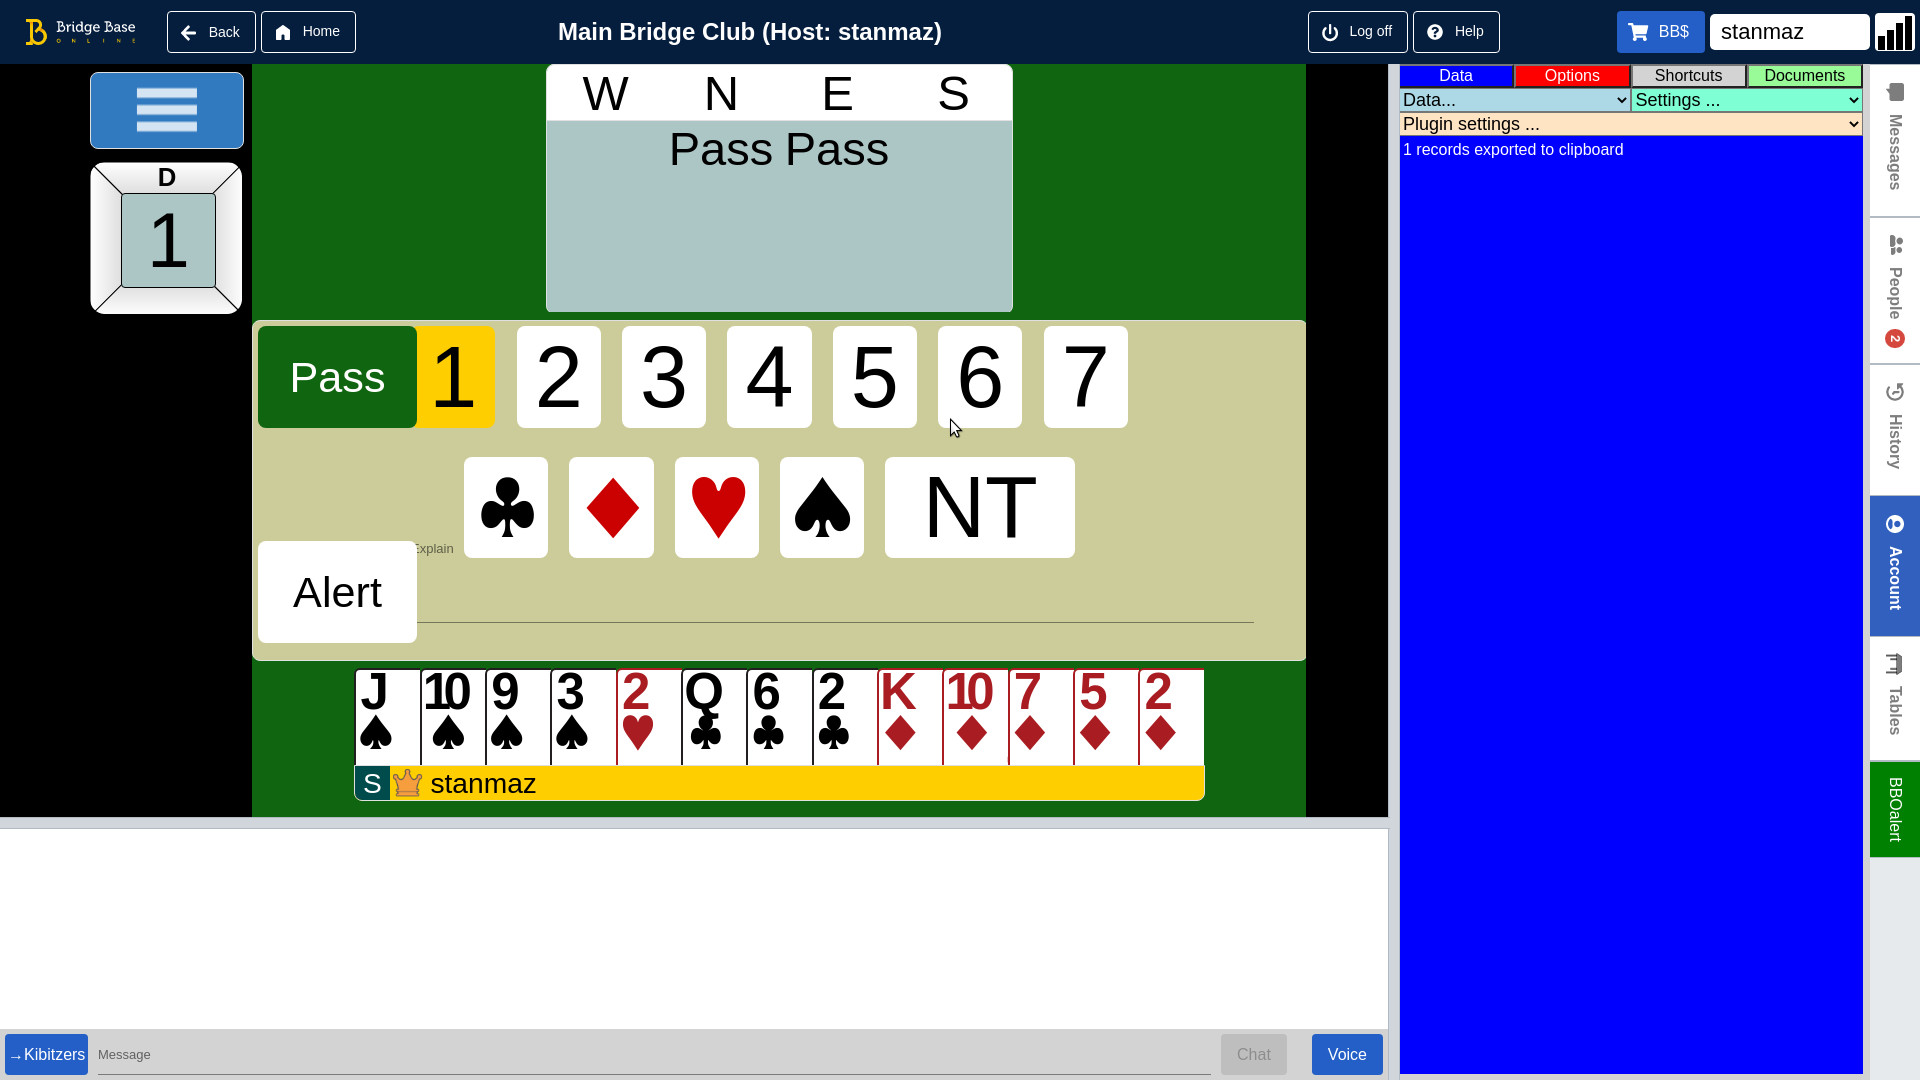 Bridge Base
ONLINE
Back
Home
Main Bridge Club (Host: stanmaz)
Log off
Help
BB$
stanmaz
D
1
W N E S
Pass Pass
Pass
1 2 3 4 5 6 7
♣ ♦ ♥ ♠ NT
Explain
Alert
J 10 9 3 2 Q 6 2 K 10 7 5 2
♠ ♠ ♠ ♠ ♥ ♣ ♣ ♣ ♦ ♦ ♦ ♦ ♦
S stanmaz
→Kibitzers
Message
Chat
Voice
Data
Options
Shortcuts
Documents
Data...
Settings ...
Plugin settings ...
1 records exported to clipboard
Messages
People
2
History
Account
Tables
BBOalert